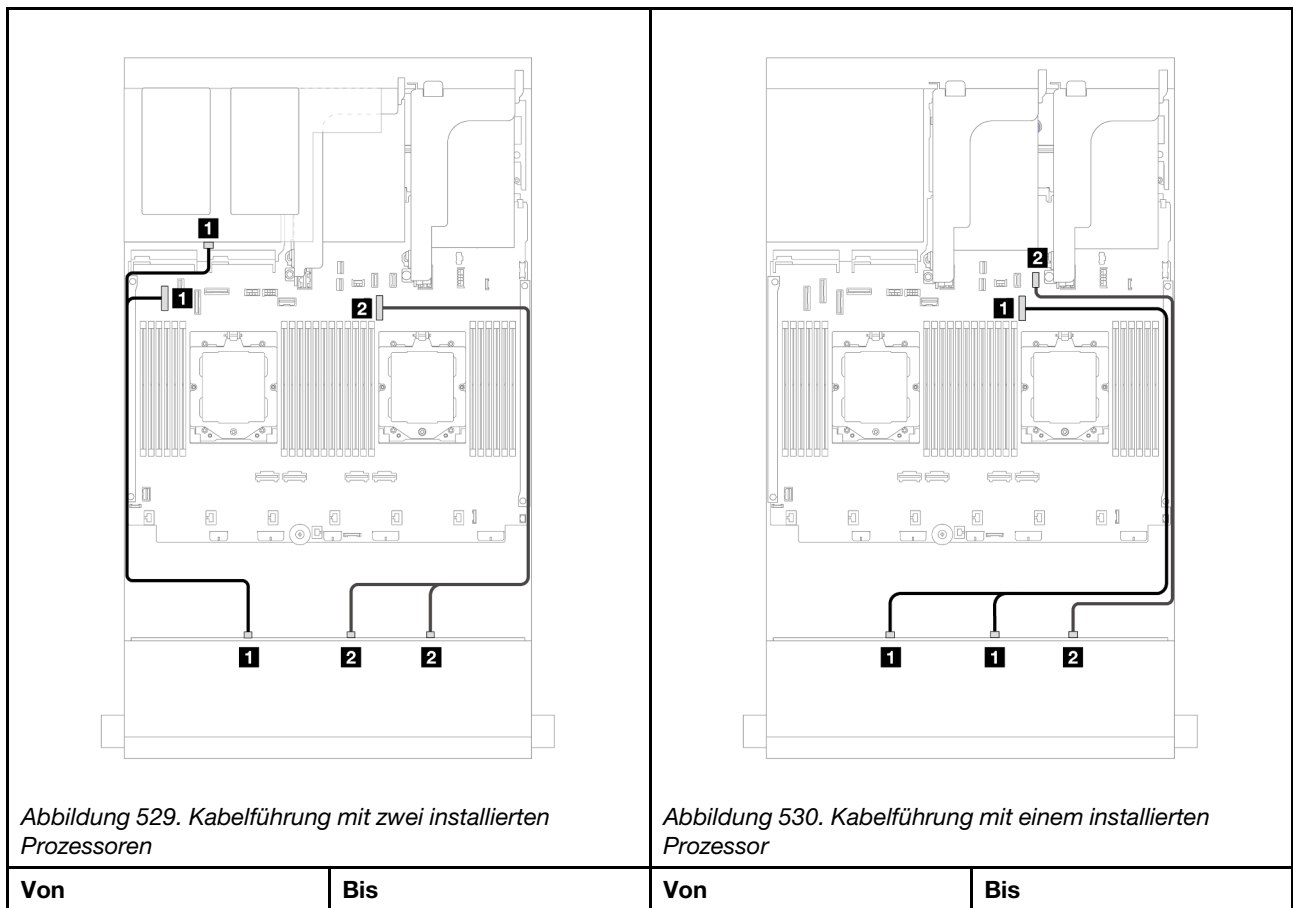 1
1
2
1
2
2
2
1
1
1
2
Abbildung 529. Kabelführung mit zwei installierten
Prozessoren
Abbildung 530. Kabelführung mit einem installierten
Prozessor
Von
Bis
Von
Bis